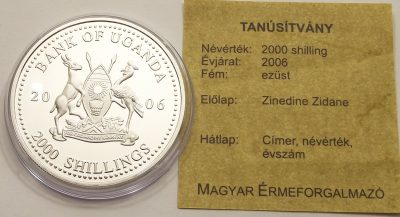 BANK OF UGANDA
20 06
2000 SHILLINGS
TANÚSÍTVÁNY
Névérték: 2000 shilling
Évjárat: 2006
Fém: ezüst
Előlap: Zinedine Zidane
Hátlap: Címer, névérték,
évszám
MAGYAR ÉRMEFORGALMAZÓ